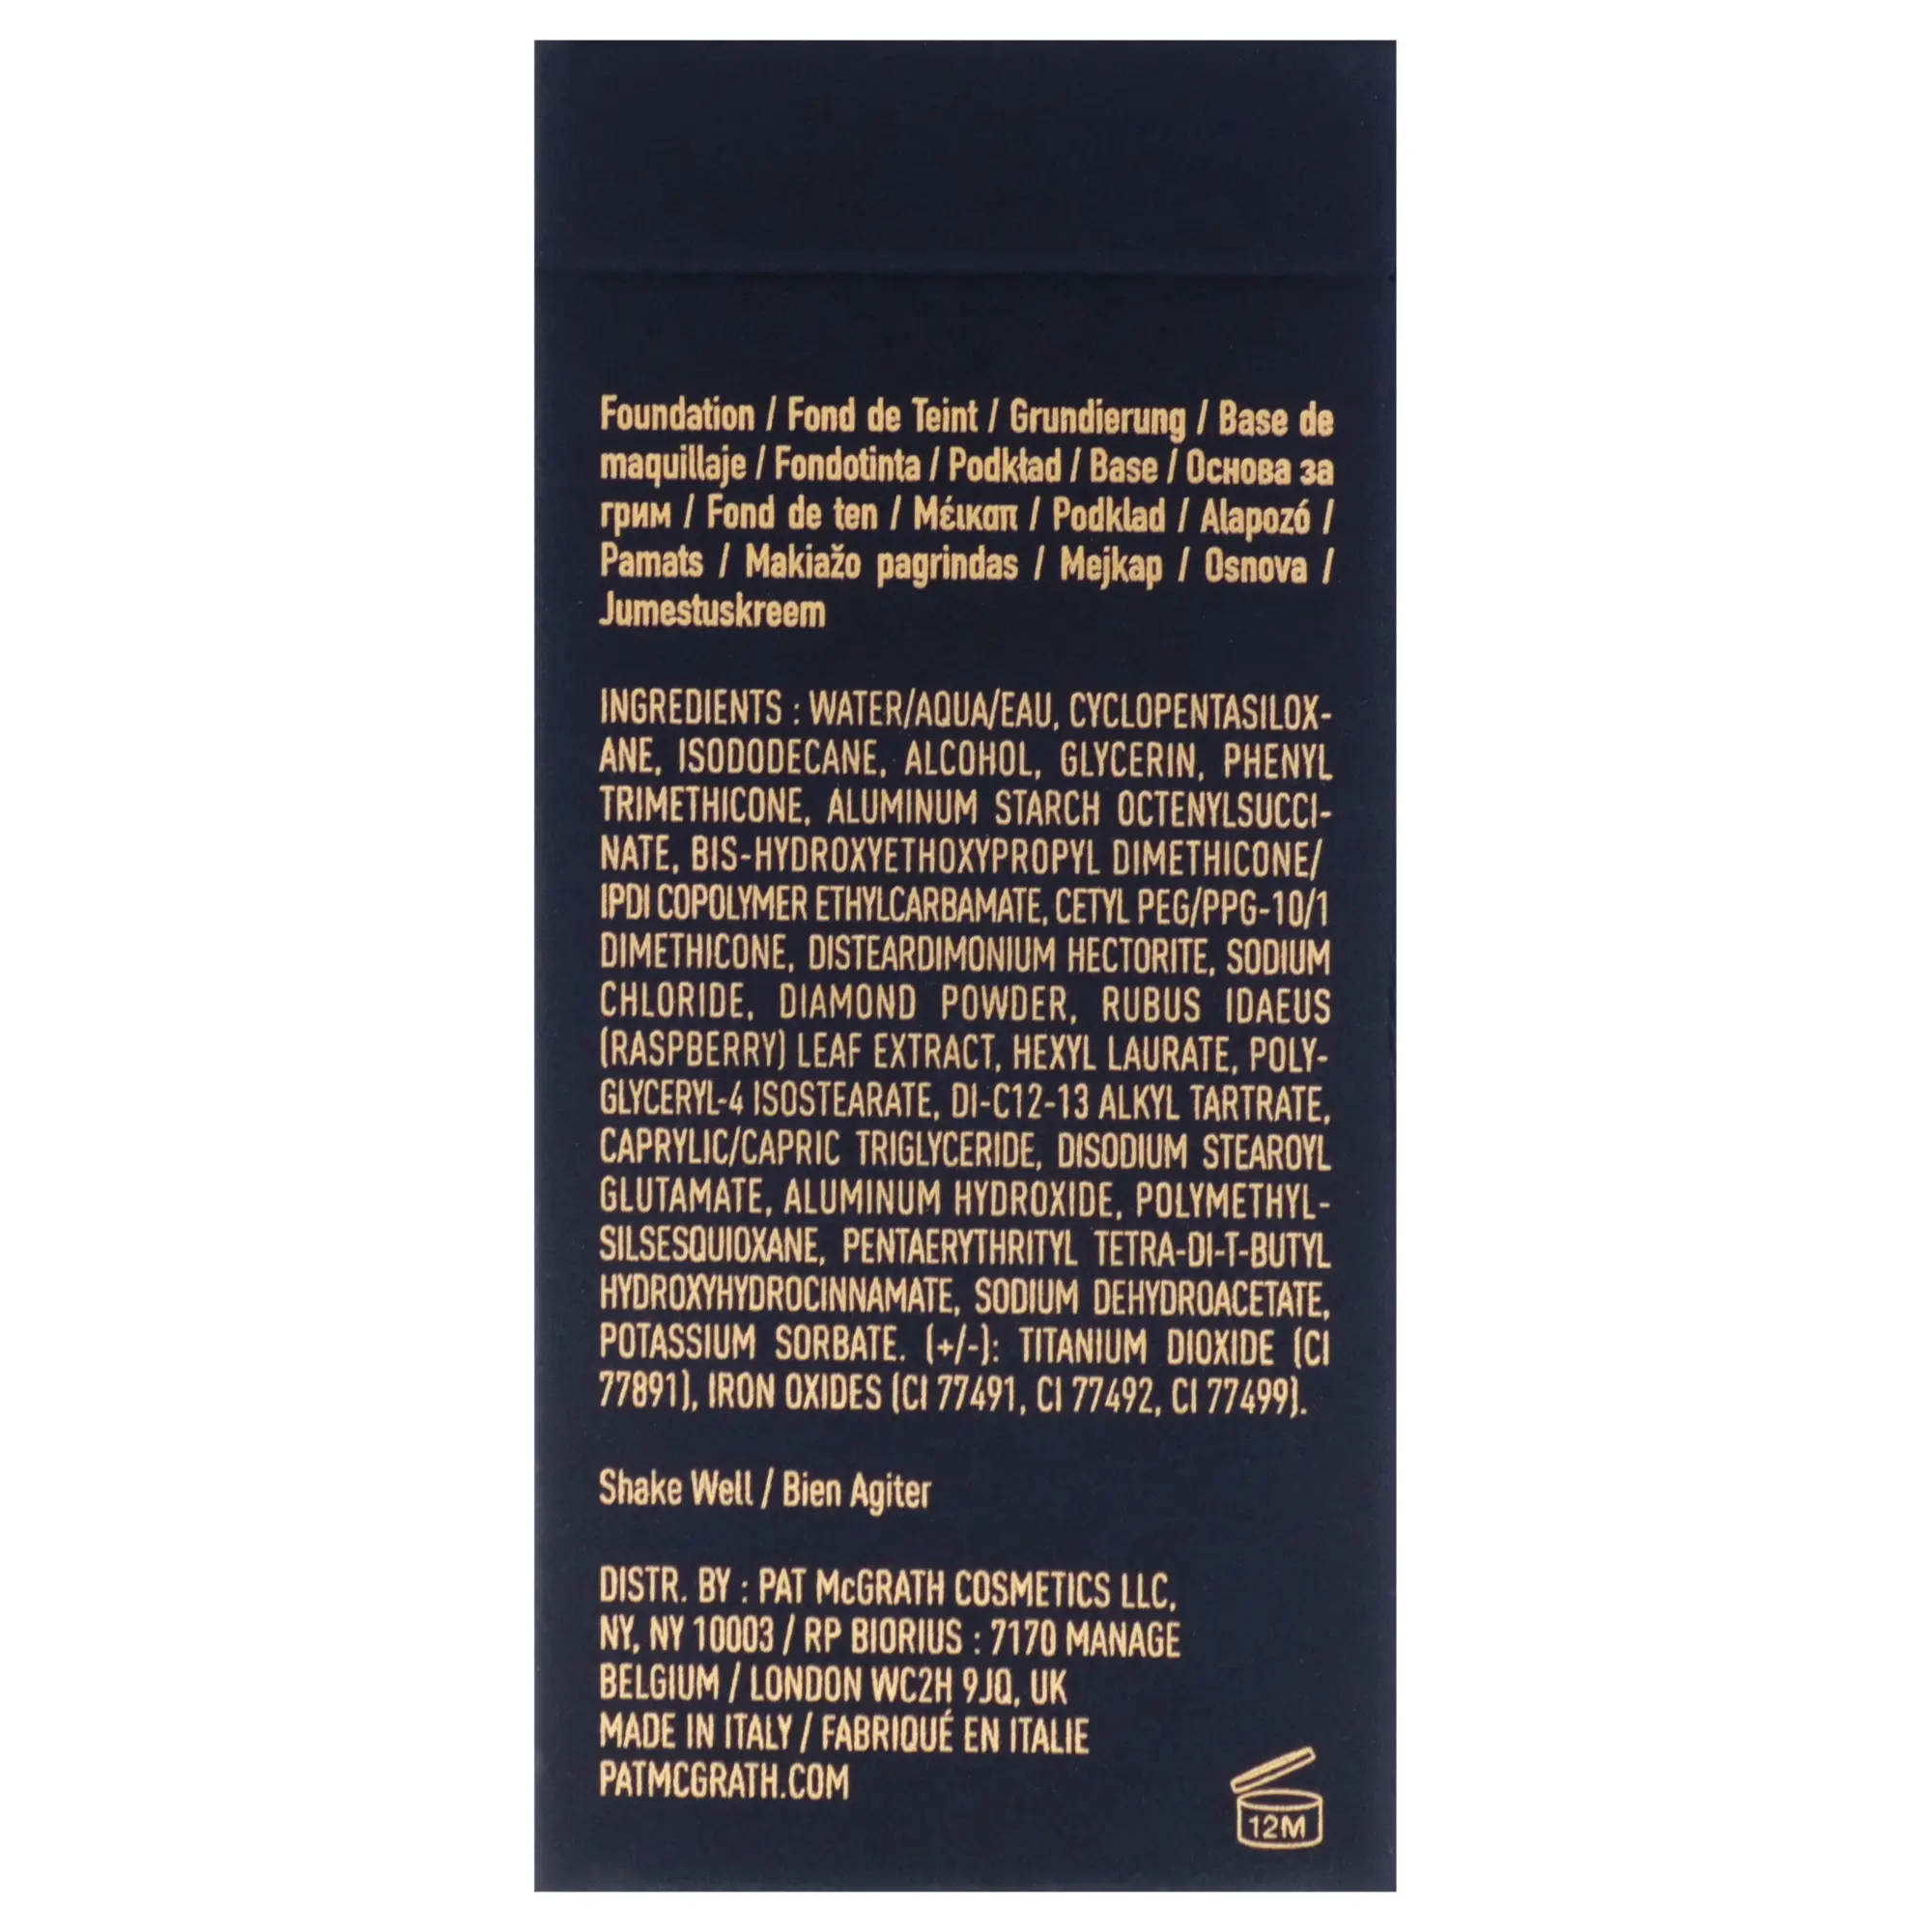 Foundation / Fond de Teint / Grundierung / Base de
maquillaje / Fondotinta / Podkład / Base / Основа за
грим / Fond de ten / Μέικαπ / Podklad / Alapozó /
Pamats / Makiažo pagrindas / Mejkap / Osnova /
Jumestuskreem
INGREDIENTS : WATER/AQUA/EAU, CYCLOPENTASILOX-
ANE, ISODODECANE, ALCOHOL, GLYCERIN, PHENYL
TRIMETHICONE, ALUMINUM STARCH OCTENYLSUCCI-
NATE, BIS-HYDROXYETHOXYPROPYL DIMETHICONE/
IPDI COPOLYMER ETHYLCARBAMATE, CETYL PEG/PPG-10/1
DIMETHICONE, DISTEARDIMONIUM HECTORITE, SODIUM
CHLORIDE, DIAMOND POWDER, RUBUS IDAEUS
(RASPBERRY) LEAF EXTRACT, HEXYL LAURATE, POLY-
GLYCERYL-4 ISOSTEARATE, DI-C12-13 ALKYL TARTRATE,
CAPRYLIC/CAPRIC TRIGLYCERIDE, DISODIUM STEAROYL
GLUTAMATE, ALUMINUM HYDROXIDE, POLYMETHYL-
SILSESQUIOXANE, PENTAERYTHRITYL TETRA-DI-T-BUTYL
HYDROXYHYDROCINNAMATE, SODIUM DEHYDROACETATE,
POTASSIUM SORBATE. (+/-): TITANIUM DIOXIDE (CI
77891), IRON OXIDES (CI 77491, CI 77492, CI 77499).
Shake Well / Bien Agiter
DISTR. BY : PAT McGRATH COSMETICS LLC,
NY, NY 10003 / RP BIORIUS : 7170 MANAGE
BELGIUM / LONDON WC2H 9JQ, UK
MADE IN ITALY / FABRIQUÉ EN ITALIE
PATMCGRATH.COM
12M